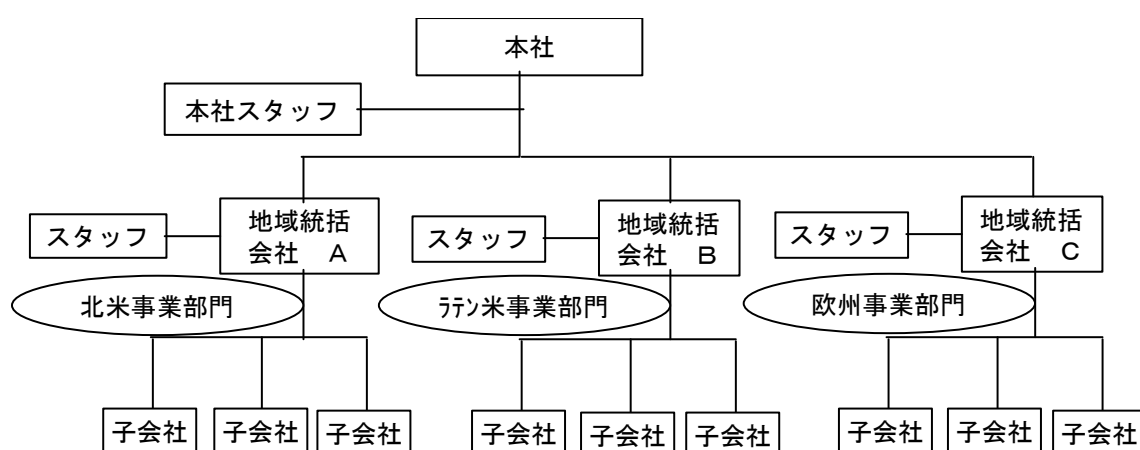 本社
本社スタッフ
スタッフ
地域統括
会社　A
スタッフ
地域統括
会社　B
スタッフ
地域統括
会社　C
北米事業部門
ﾗﾃﾝ米事業部門
欧州事業部門
子会社
子会社
子会社
子会社
子会社
子会社
子会社
子会社
子会社